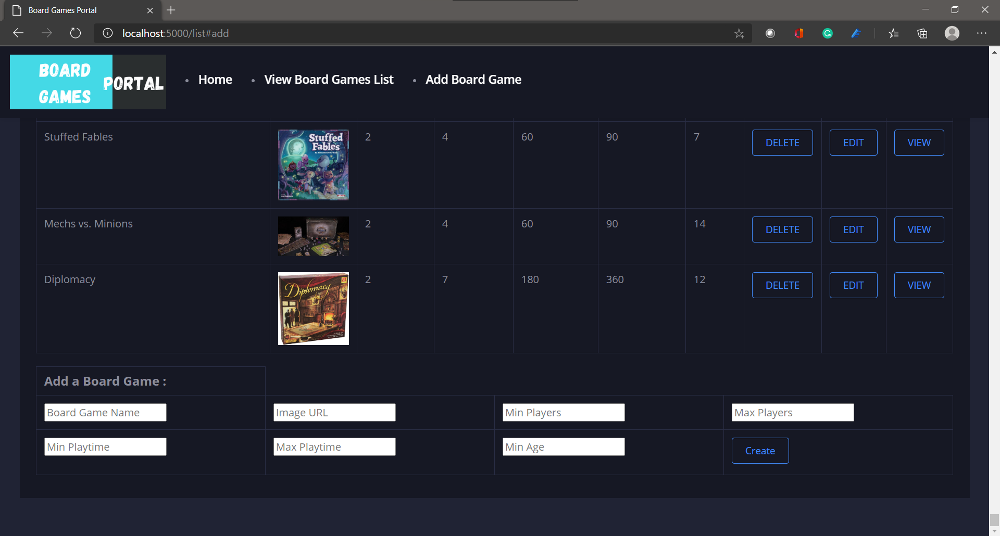 Board Games Portal
localhost:5000/list#add
BOARD
GAMES
PORTAL
Home
View Board Games List
Add Board Game
Stuffed Fables
Stuffed
Fables
2
4
60
90
7
DELETE
EDIT
VIEW
Mechs vs. Minions
2
4
60
90
14
DELETE
EDIT
VIEW
Diplomacy
Diplomacy
2
7
180
360
12
DELETE
EDIT
VIEW
Add a Board Game :
Board Game Name
Image URL
Min Players
Max Players
Min Playtime
Max Playtime
Min Age
Create